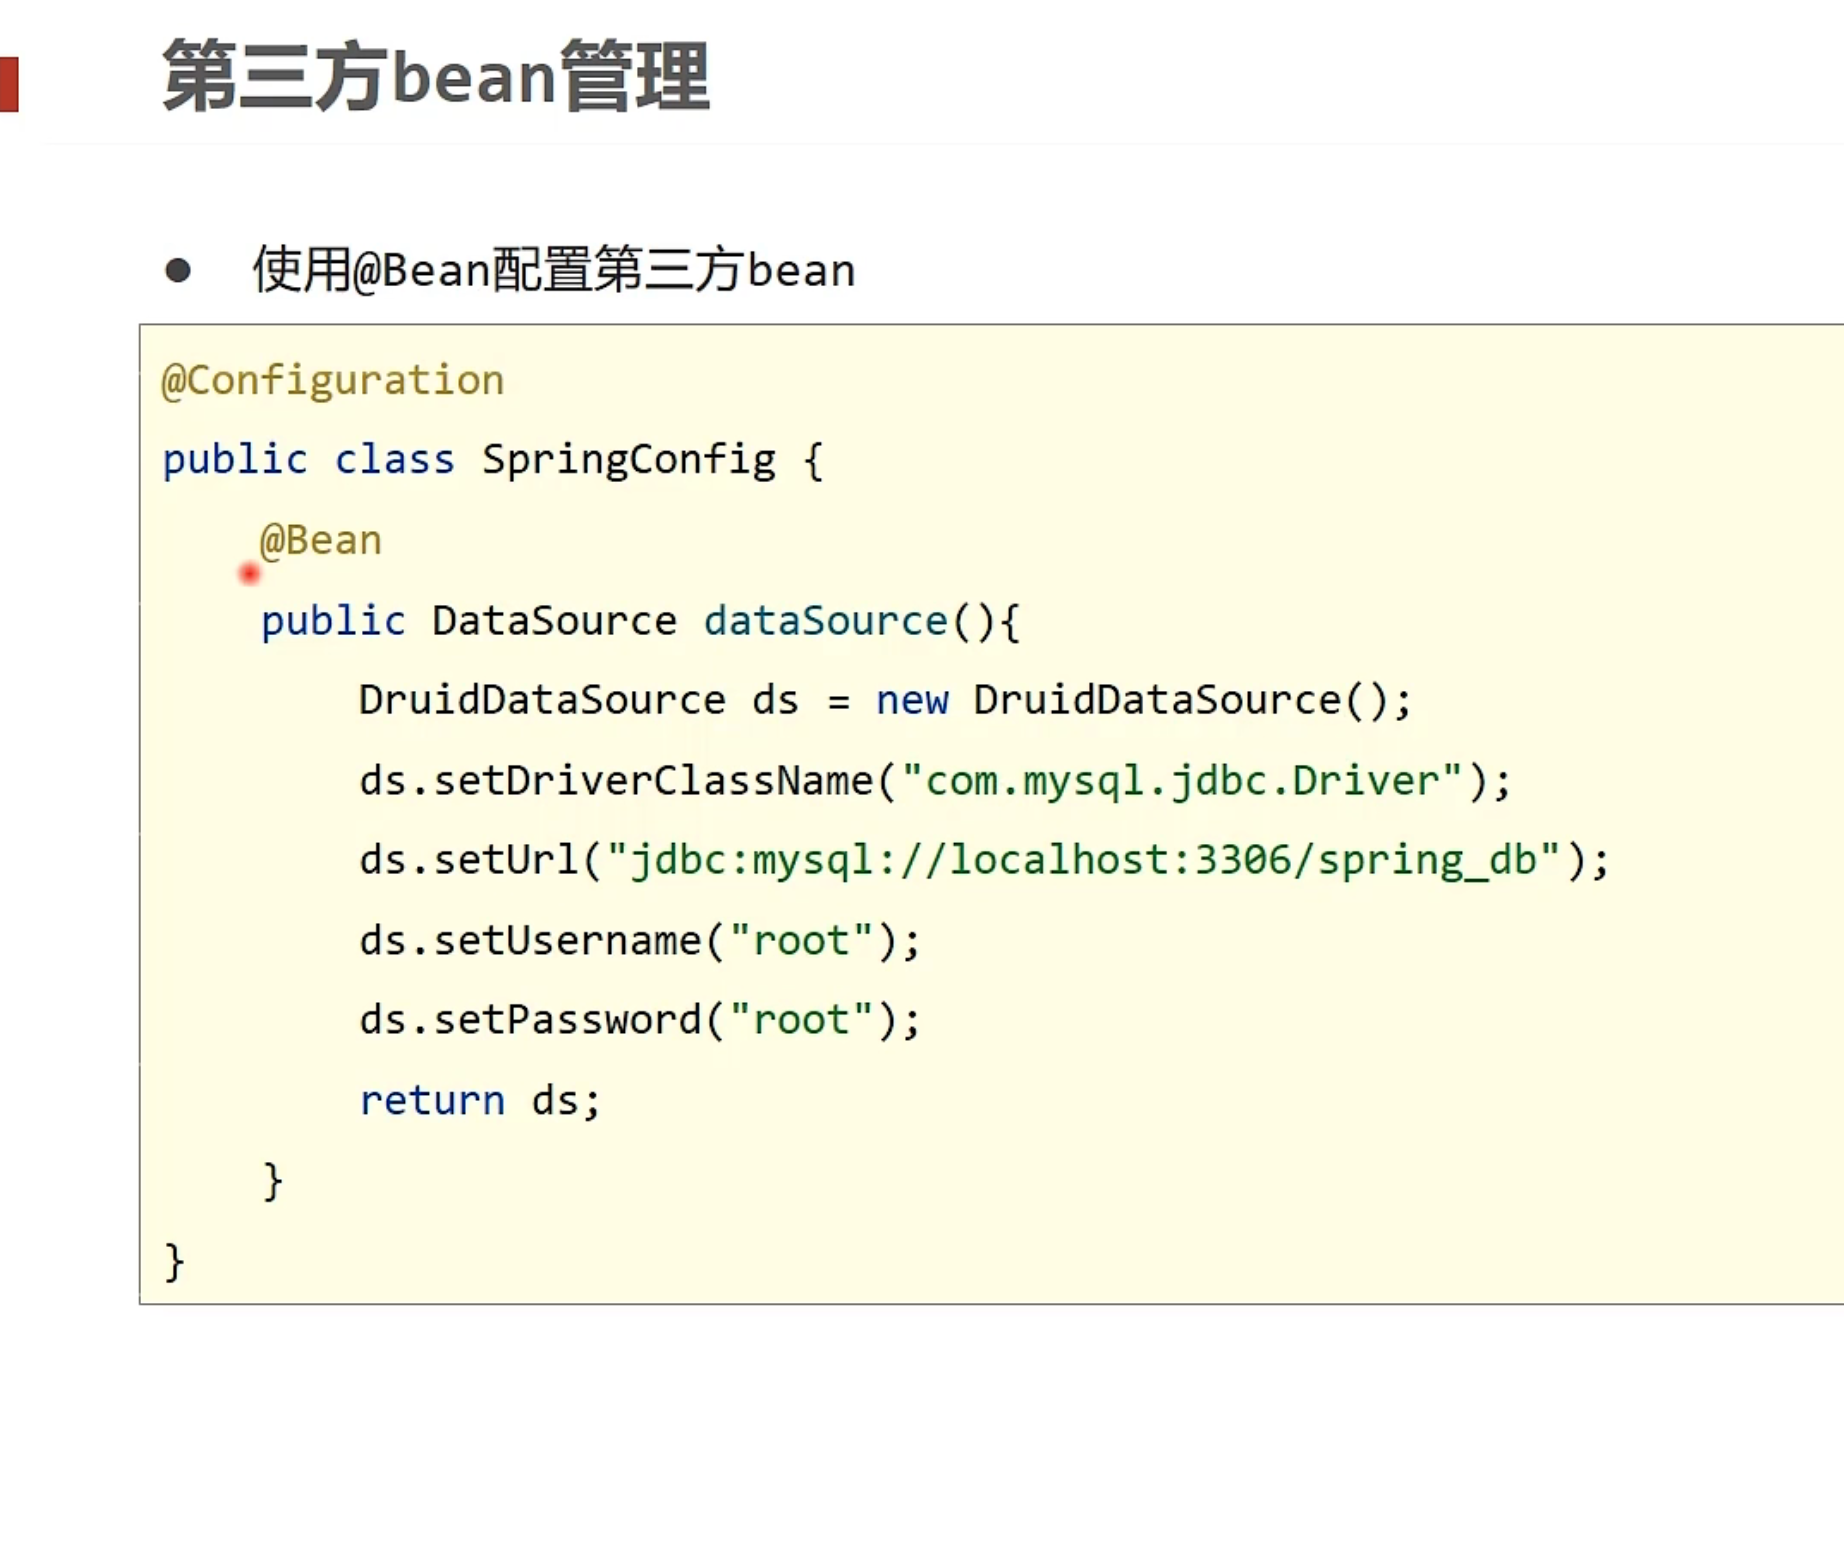 第三方bean管理
● 使用@Bean配置第三方bean
@Configuration
public class SpringConfig {
    @Bean
    public DataSource dataSource(){
        DruidDataSource ds = new DruidDataSource();
        ds.setDriverClassName("com.mysql.jdbc.Driver");
        ds.setUrl("jdbc:mysql://localhost:3306/spring_db");
        ds.setUsername("root");
        ds.setPassword("root");
        return ds;
    }
}